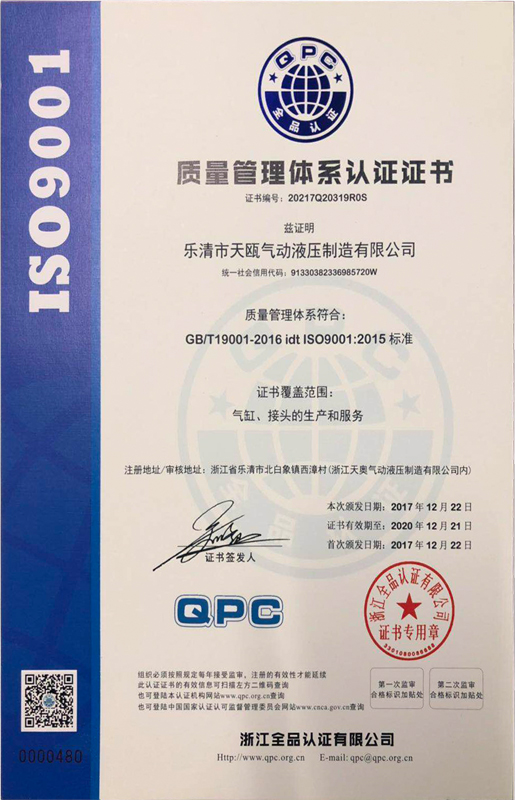 ISO9001
QPC
全品认证
质量管理体系认证证书
证书编号：20217Q20319R0S
兹证明
乐清市天瓯气动液压制造有限公司
统一社会信用代码：91330382336985720W
质量管理体系符合：
GB/T19001-2016 idt ISO9001:2015 标准
证书覆盖范围：
气缸、接头的生产和服务
注册地址/审核地址：浙江省乐清市北白象镇西漳村(浙江天奥气动液压制造有限公司内)
本次颁发日期：2017 年 12 月 22 日
证书有效期至：2020 年 12 月 21 日
首次颁发日期：2017 年 12 月 22 日
证书签发人
QPC
浙江全品认证有限公司
证书专用章
组织必须按照规定每年接受监审，注册的有效性才能延续
此认证证书的有效信息可扫描左方二维码查询
也可登陆本认证机构网站www.qpc.org.cn查询
也可登陆中国国家认证认可监督管理委员会网站www.cnca.gov.cn查询
第一次监审
合格标识加贴处
第二次监审
合格标识加贴处
0000480
浙江全品认证有限公司
Http://www.qpc.org.cn E-mail: qpc@qpc.org.cn